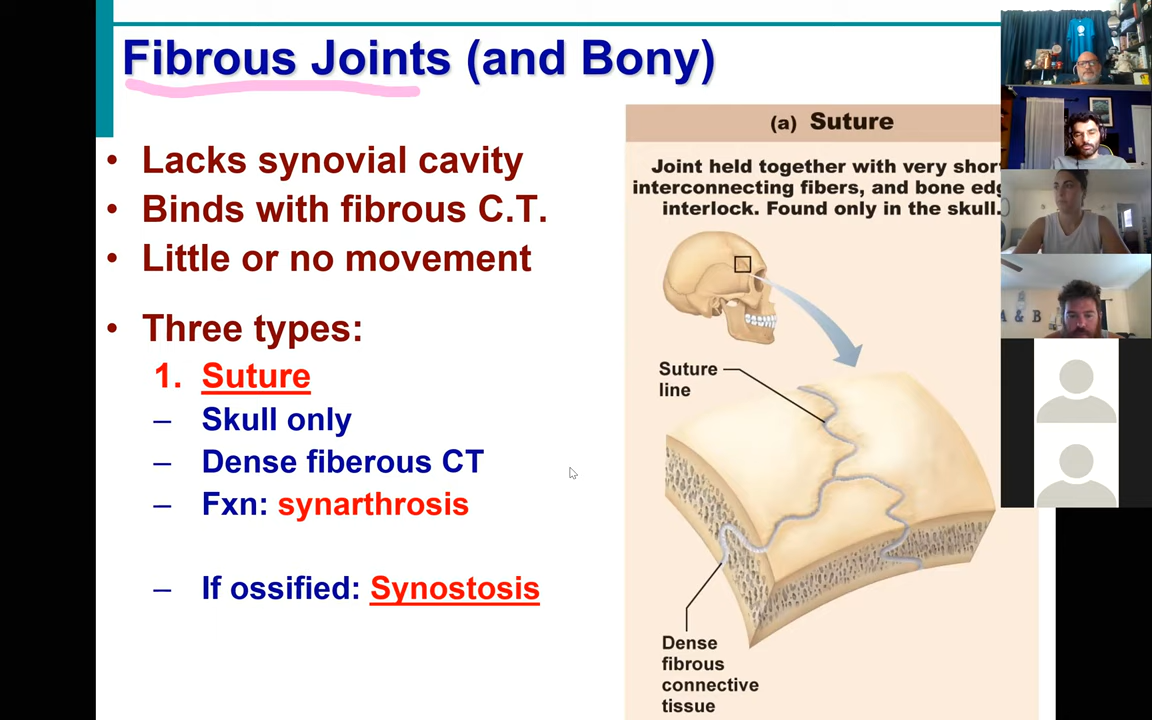 Fibrous Joints (and Bony)
• Lacks synovial cavity
• Binds with fibrous C.T.
• Little or no movement
• Three types:
1. Suture
– Skull only
– Dense fiberous CT
– Fxn: synarthrosis
– If ossified: Synostosis
(a) Suture
Joint held together with very short
interconnecting fibers, and bone edg
interlock. Found only in the skull.
Suture
line
Dense
fibrous
connective
tissue
A & B